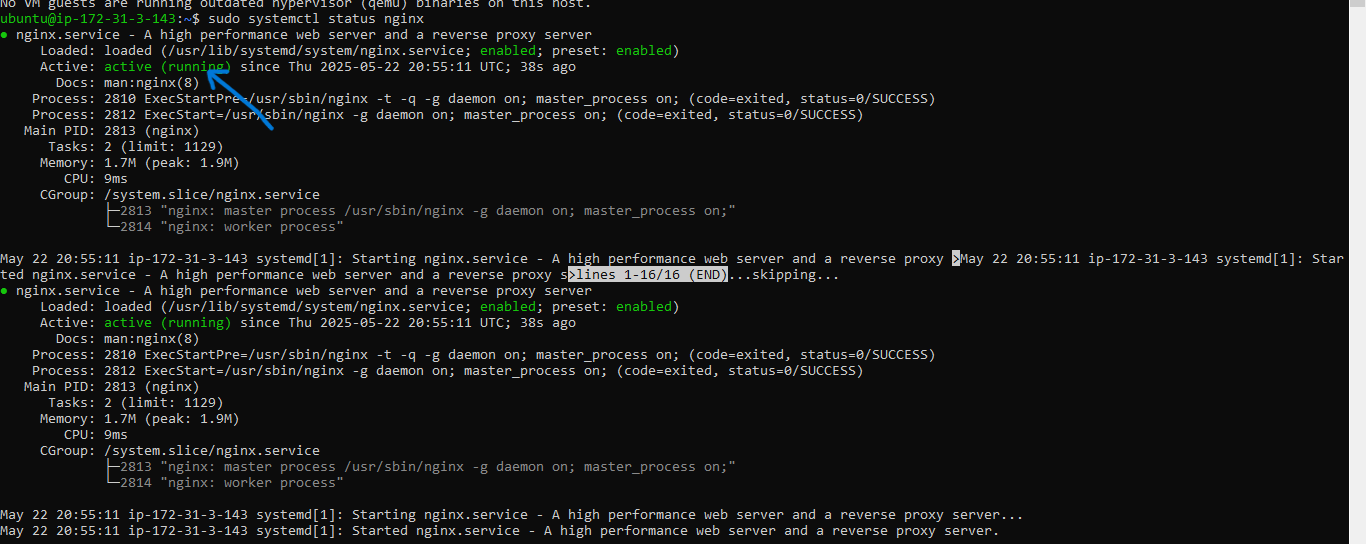 No VM guests are running outdated hypervisor (qemu) binaries on this host.
ubuntu@ip-172-31-3-143:~$ sudo systemctl status nginx
● nginx.service - A high performance web server and a reverse proxy server
Loaded: loaded (/usr/lib/systemd/system/nginx.service; enabled; preset: enabled)
Active: active (running) since Thu 2025-05-22 20:55:11 UTC; 38s ago
Docs: man:nginx(8)
Process: 2810 ExecStartPre=/usr/sbin/nginx -t -q -g daemon on; master_process on; (code=exited, status=0/SUCCESS)
Process: 2812 ExecStart=/usr/sbin/nginx -g daemon on; master_process on; (code=exited, status=0/SUCCESS)
Main PID: 2813 (nginx)
Tasks: 2 (limit: 1129)
Memory: 1.7M (peak: 1.9M)
CPU: 9ms
CGroup: /system.slice/nginx.service
├─2813 "nginx: master process /usr/sbin/nginx -g daemon on; master_process on;"
└─2814 "nginx: worker process"
May 22 20:55:11 ip-172-31-3-143 systemd[1]: Starting nginx.service - A high performance web server and a reverse proxy >May 22 20:55:11 ip-172-31-3-143 systemd[1]: Star
ted nginx.service - A high performance web server and a reverse proxy s>lines 1-16/16 (END)...skipping...
● nginx.service - A high performance web server and a reverse proxy server
Loaded: loaded (/usr/lib/systemd/system/nginx.service; enabled; preset: enabled)
Active: active (running) since Thu 2025-05-22 20:55:11 UTC; 38s ago
Docs: man:nginx(8)
Process: 2810 ExecStartPre=/usr/sbin/nginx -t -q -g daemon on; master_process on; (code=exited, status=0/SUCCESS)
Process: 2812 ExecStart=/usr/sbin/nginx -g daemon on; master_process on; (code=exited, status=0/SUCCESS)
Main PID: 2813 (nginx)
Tasks: 2 (limit: 1129)
Memory: 1.7M (peak: 1.9M)
CPU: 9ms
CGroup: /system.slice/nginx.service
├─2813 "nginx: master process /usr/sbin/nginx -g daemon on; master_process on;"
└─2814 "nginx: worker process"
May 22 20:55:11 ip-172-31-3-143 systemd[1]: Starting nginx.service - A high performance web server and a reverse proxy server...
May 22 20:55:11 ip-172-31-3-143 systemd[1]: Started nginx.service - A high performance web server and a reverse proxy server.